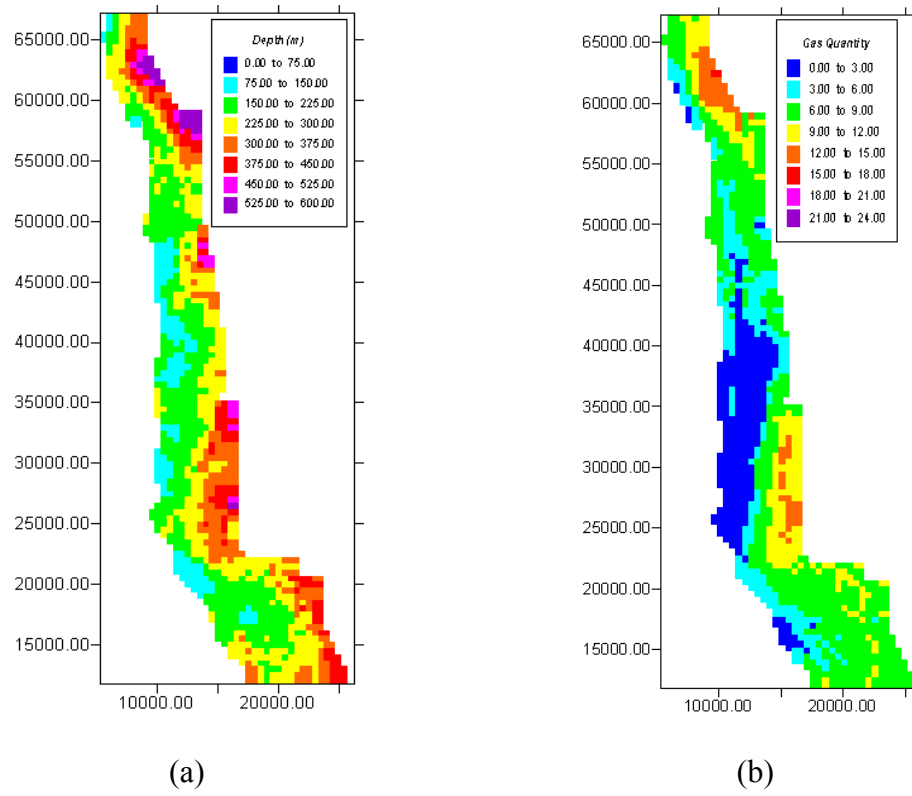 Depth (m)
0.00 to 75.00
75.00 to 150.00
150.00 to 225.00
225.00 to 300.00
300.00 to 375.00
375.00 to 450.00
450.00 to 525.00
525.00 to 600.00
65000.00
60000.00
55000.00
50000.00
45000.00
40000.00
35000.00
30000.00
25000.00
20000.00
15000.00
10000.00 20000.00
(a)
Gas Quantity
0.00 to 3.00
3.00 to 6.00
6.00 to 9.00
9.00 to 12.00
12.00 to 15.00
15.00 to 18.00
18.00 to 21.00
21.00 to 24.00
65000.00
60000.00
55000.00
50000.00
45000.00
40000.00
35000.00
30000.00
25000.00
20000.00
15000.00
10000.00 20000.00
(b)